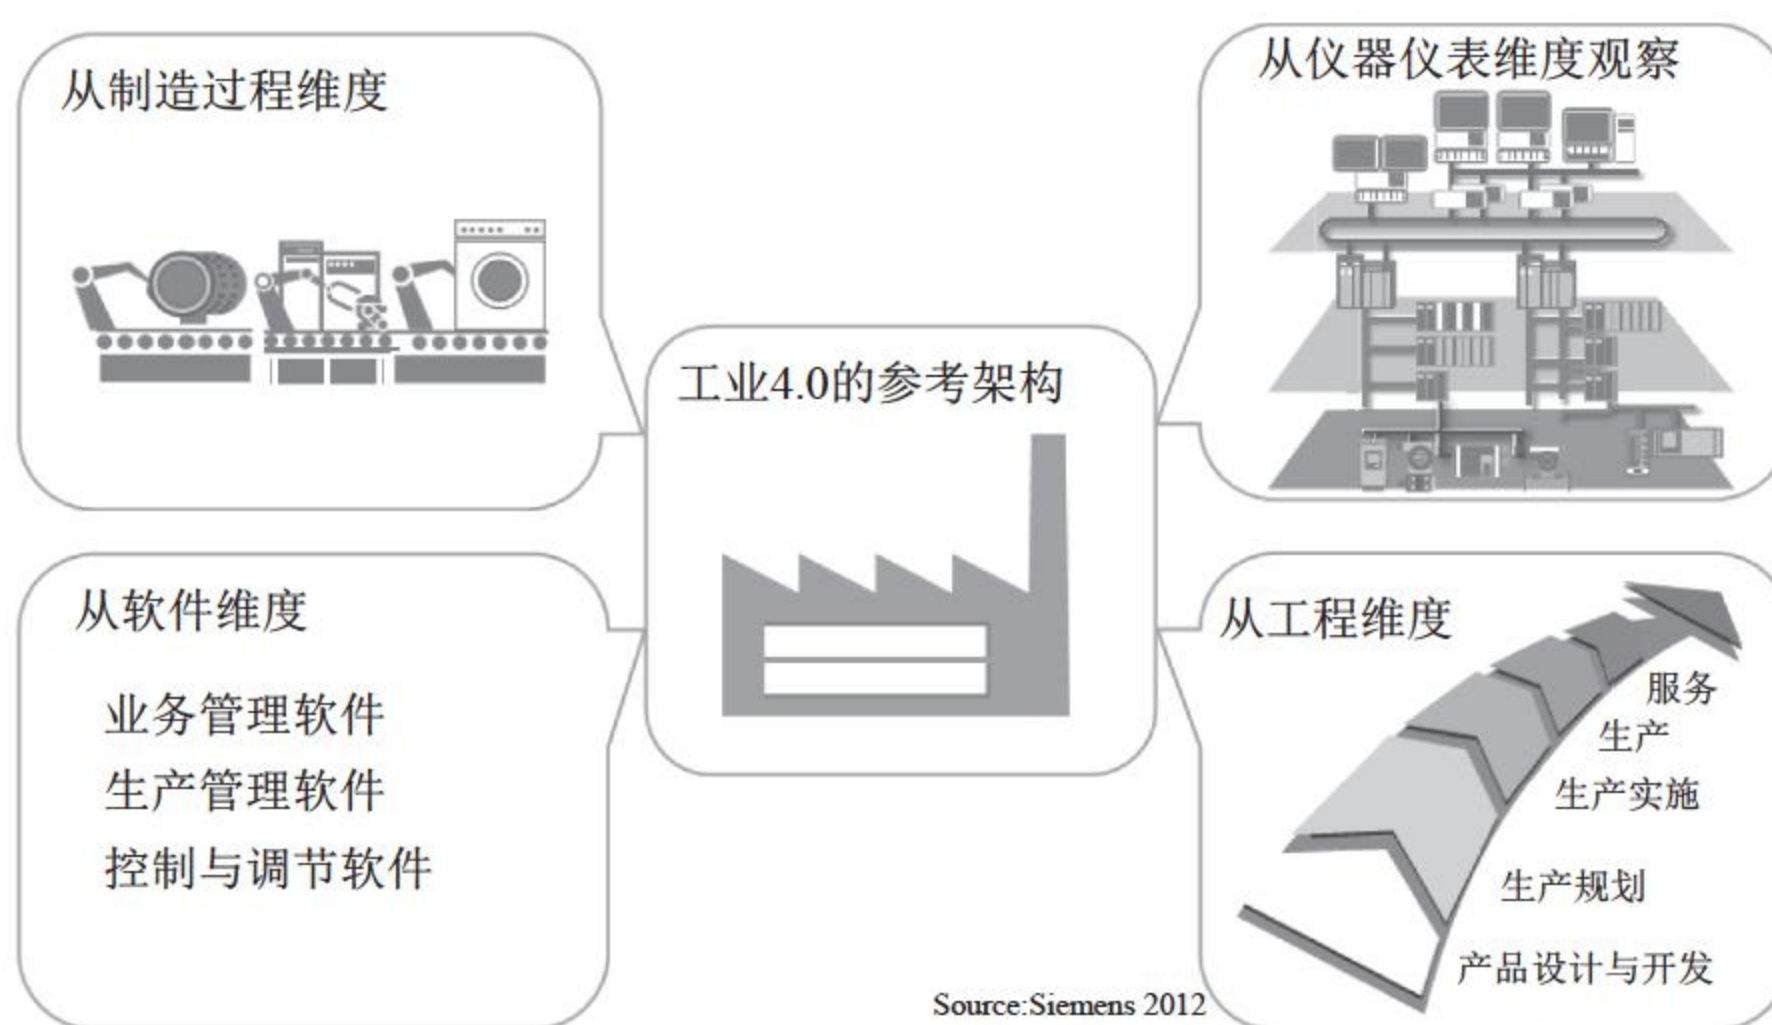 从制造过程维度
从仪器仪表维度观察
工业4.0的参考架构
从软件维度
业务管理软件
生产管理软件
控制与调节软件
从工程维度
服务
生产
生产实施
生产规划
产品设计与开发
Source:Siemens 2012